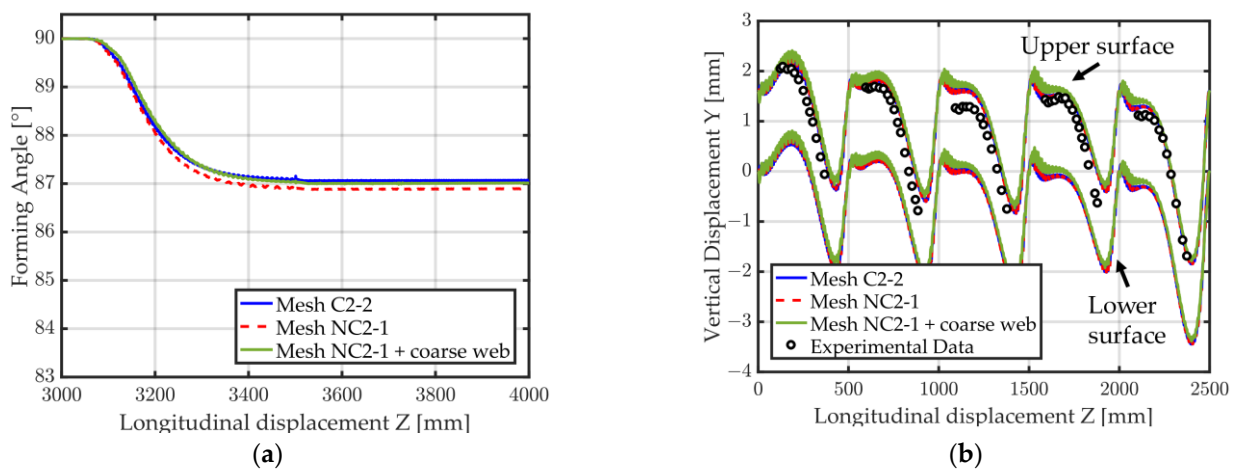 90
89
88
87
86
85
84
83
Forming Angle [°]
Mesh C2-2
Mesh NC2-1
Mesh NC2-1 + coarse web
3000 3200 3400 3600 3800 4000
Longitudinal displacement Z [mm]
(a)
3
2
1
0
−1
−2
−3
−4
Vertical Displacement Y [mm]
Upper surface
Mesh C2-2
Mesh NC2-1
Mesh NC2-1 + coarse web
Experimental Data
Lower
surface
0 500 1000 1500 2000 2500
Longitudinal displacement Z [mm]
(b)